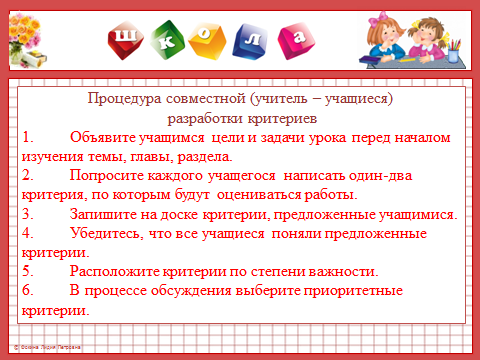 школа
Процедура совместной (учитель – учащиеся)
разработки критериев
1. Объявите учащимся цели и задачи урока перед началом
изучения темы, главы, раздела.
2. Попросите каждого учащегося написать один-два
критерия, по которым будут оцениваться работы.
3. Запишите на доске критерии, предложенные учащимися.
4. Убедитесь, что все учащиеся поняли предложенные
критерии.
5. Расположите критерии по степени важности.
6. В процессе обсуждения выберите приоритетные
критерии.
© Фокина Лидия Петровна